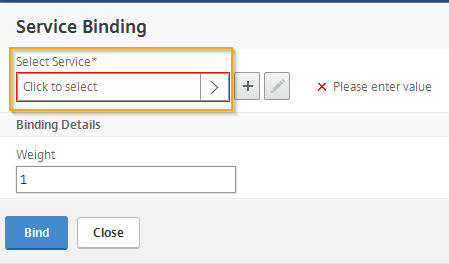 Service Binding
Select Service*
Click to select
Please enter value
Binding Details
Weight
1
Bind Close